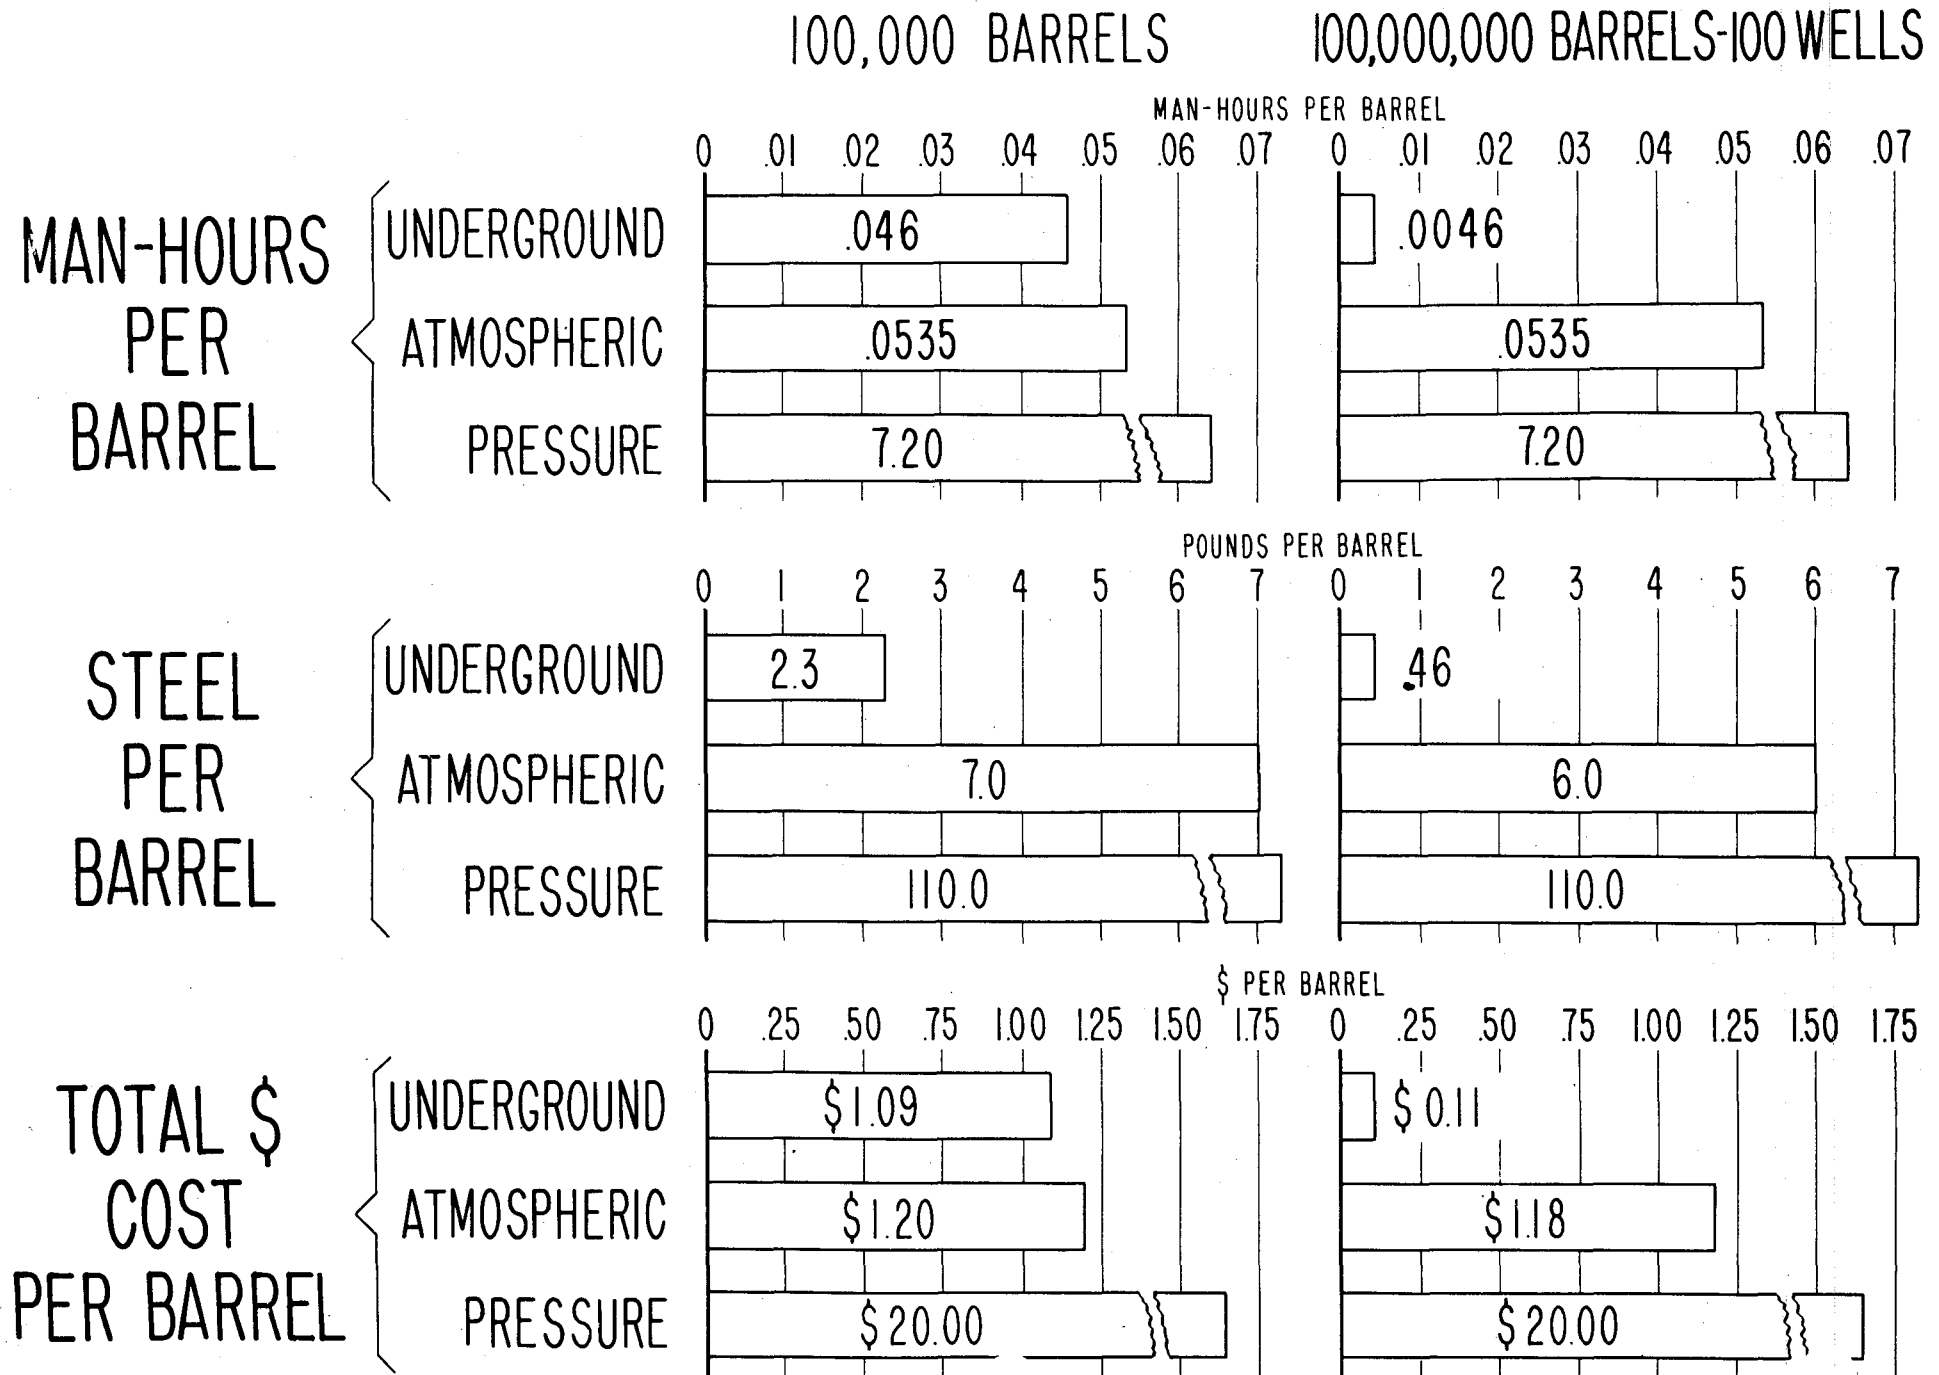 100,000 BARRELS 100,000,000 BARRELS-100 WELLS
MAN-HOURS PER BARREL
0 .01 .02 .03 .04 .05 .06 .07 0 .01 .02 .03 .04 .05 .06 .07
MAN-HOURS
PER
BARREL
UNDERGROUND .046 .0046
ATMOSPHERIC .0535 .0535
PRESSURE 7.20 7.20
POUNDS PER BARREL
0 1 2 3 4 5 6 7 0 1 2 3 4 5 6 7
STEEL
PER
BARREL
UNDERGROUND 2.3 .46
ATMOSPHERIC 7.0 6.0
PRESSURE 110.0 110.0
$ PER BARREL
0 .25 .50 .75 1.00 1.25 1.50 1.75 0 .25 .50 .75 1.00 1.25 1.50 1.75
TOTAL $
COST
PER BARREL
UNDERGROUND $1.09 $0.11
ATMOSPHERIC $1.20 $1.18
PRESSURE $20.00 $20.00